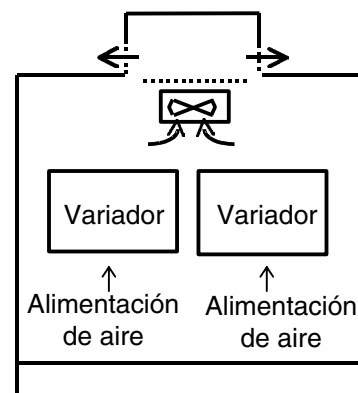 Variador
Variador
Alimentación
de aire
Alimentación
de aire